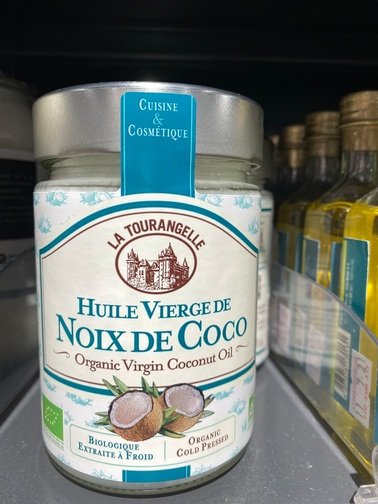 CUISINE
&
COSMÉTIQUE
LA TOURANGELLE
HUILE VIERGE DE
NOIX DE COCO
Organic Virgin Coconut Oil
BIOLOGIQUE
EXTRAITE À FROID
ORGANIC
COLD PRESSED